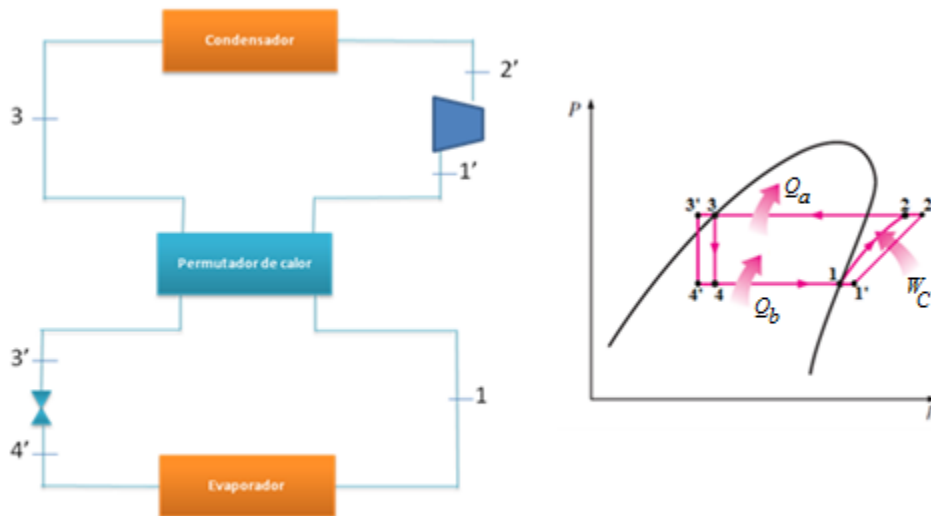 Condensador
2'
3
1'
Permutador de calor
3'
1
4'
Evaporador
P
Q_a
3' 3 2 2
1
4' 4 1'
Q_b
W_C